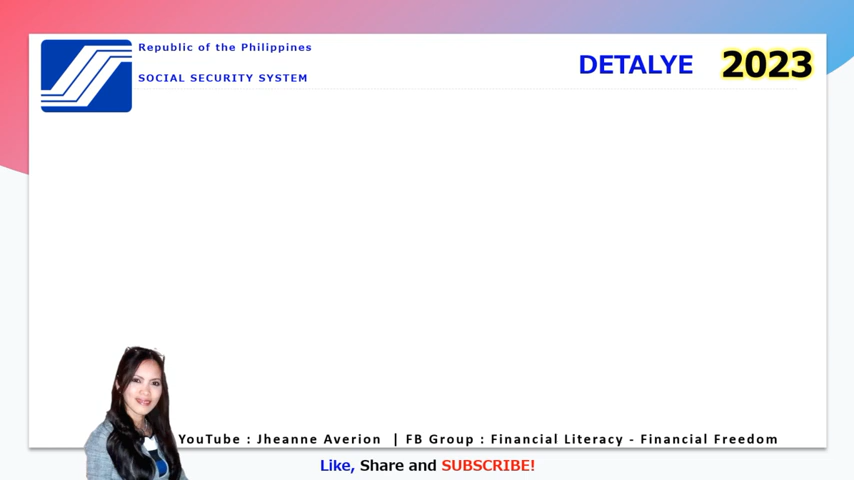 Republic of the Philippines
SOCIAL SECURITY SYSTEM
DETALYE 2023
YouTube : Jheanne Averion | FB Group : Financial Literacy - Financial Freedom
Like, Share and SUBSCRIBE!